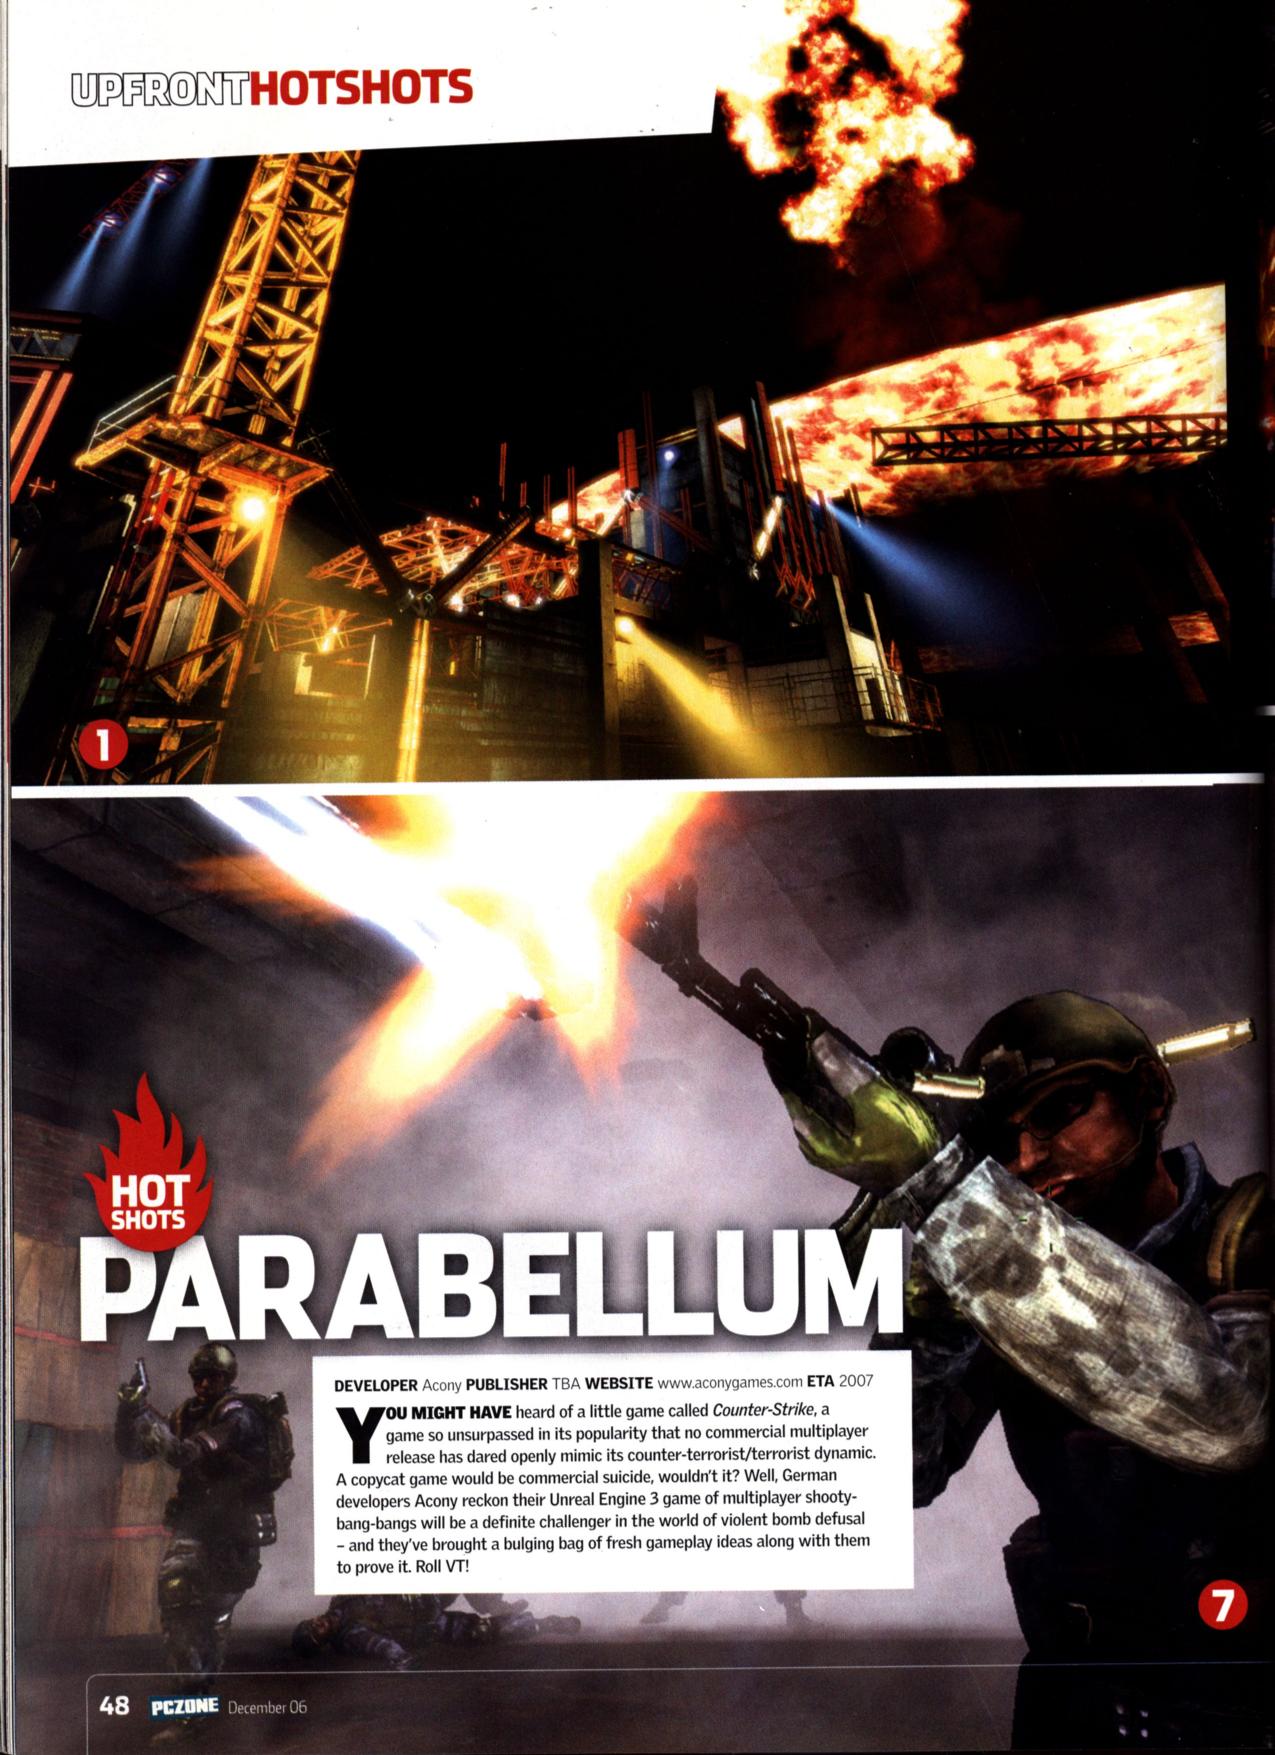 UPFRONTHOTSHOTS
1
HOT
SHOTS
PARABELLUM
DEVELOPER Acony PUBLISHER TBA WEBSITE www.aconygames.com ETA 2007
YOU MIGHT HAVE heard of a little game called Counter-Strike, a
game so unsurpassed in its popularity that no commercial multiplayer
release has dared openly mimic its counter-terrorist/terrorist dynamic.
A copycat game would be commercial suicide, wouldn't it? Well, German
developers Acony reckon their Unreal Engine 3 game of multiplayer shooty-
bang-bangs will be a definite challenger in the world of violent bomb defusal
– and they've brought a bulging bag of fresh gameplay ideas along with them
to prove it. Roll VT!
7
48 PCZONE December 06